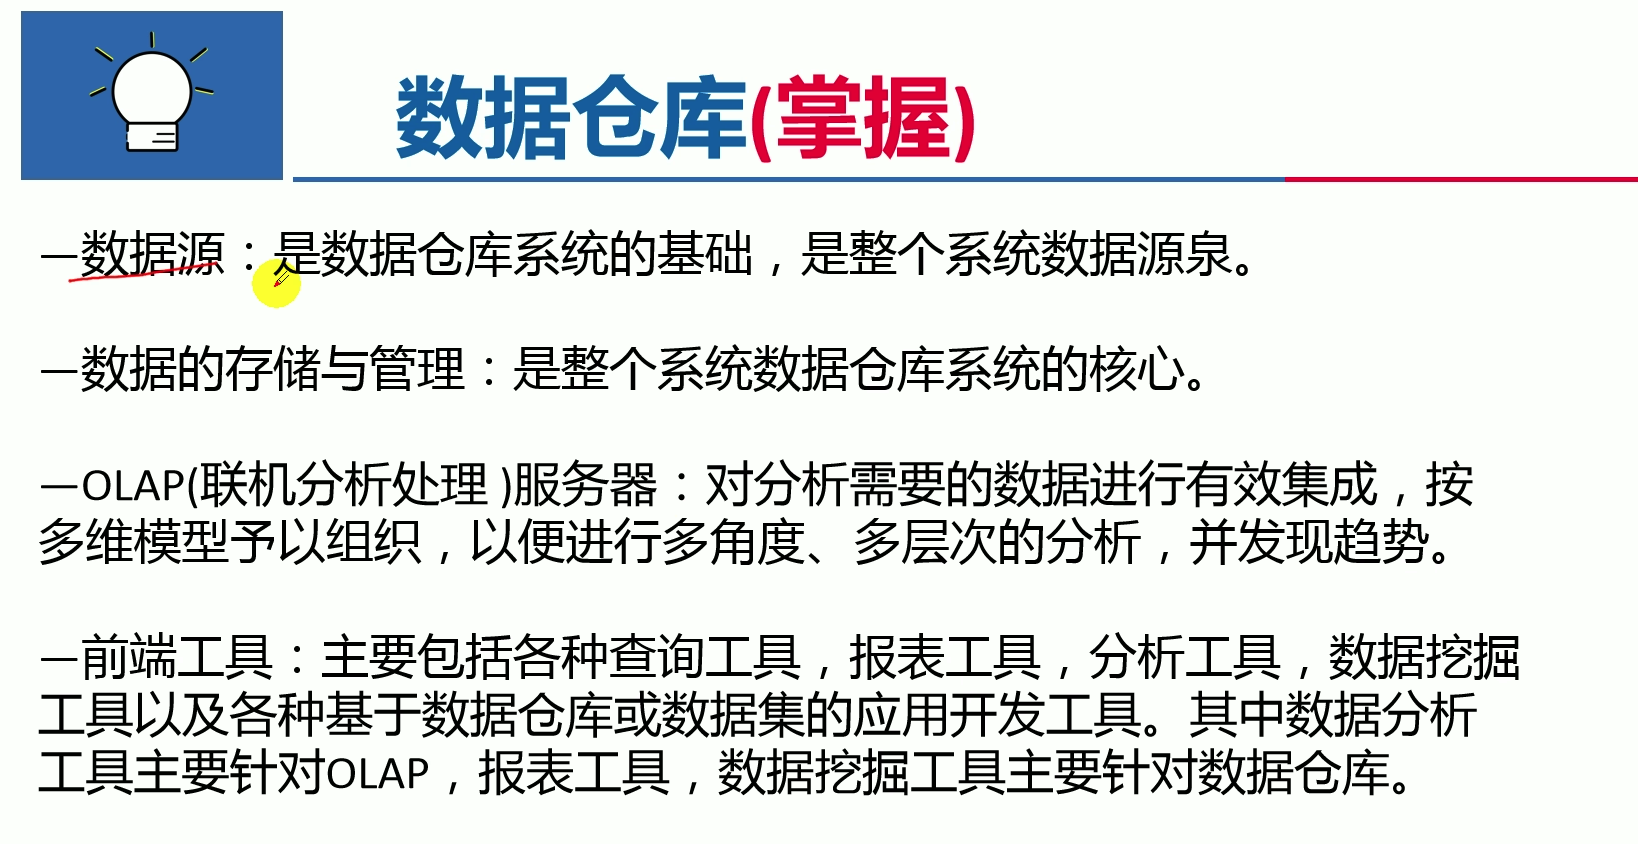 数据仓库(掌握)
—数据源：是数据仓库系统的基础，是整个系统数据源泉。
—数据的存储与管理：是整个系统数据仓库系统的核心。
—OLAP(联机分析处理 )服务器：对分析需要的数据进行有效集成，按
多维模型予以组织，以便进行多角度、多层次的分析，并发现趋势。
—前端工具：主要包括各种查询工具，报表工具，分析工具，数据挖掘
工具以及各种基于数据仓库或数据集的应用开发工具。其中数据分析
工具主要针对OLAP，报表工具，数据挖掘工具主要针对数据仓库。